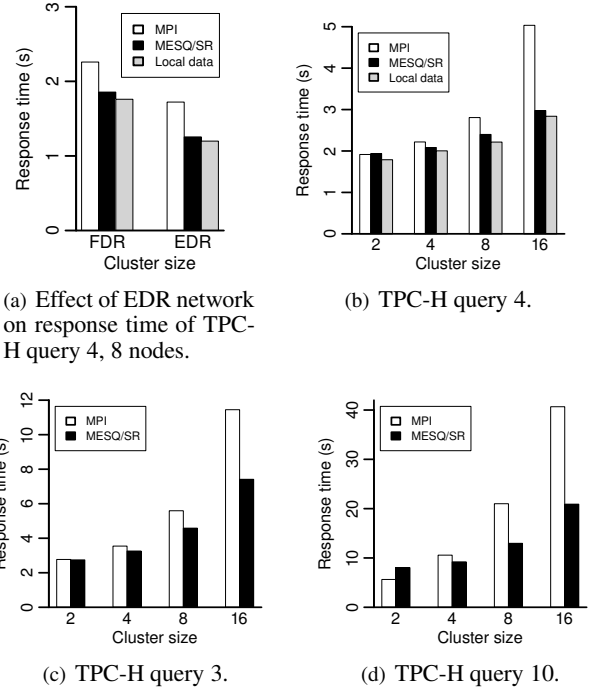 3
2
1
0
Response time (s)
MPI
MESQ/SR
Local data
FDR EDR
Cluster size
(a) Effect of EDR network
on response time of TPC-
H query 4, 8 nodes.
5
4
3
2
1
0
Response time (s)
MPI
MESQ/SR
Local data
2 4 8 16
Cluster size
(b) TPC-H query 4.
12
10
8
6
4
2
0
Response time (s)
MPI
MESQ/SR
2 4 8 16
Cluster size
(c) TPC-H query 3.
40
30
20
10
0
Response time (s)
MPI
MESQ/SR
2 4 8 16
Cluster size
(d) TPC-H query 10.